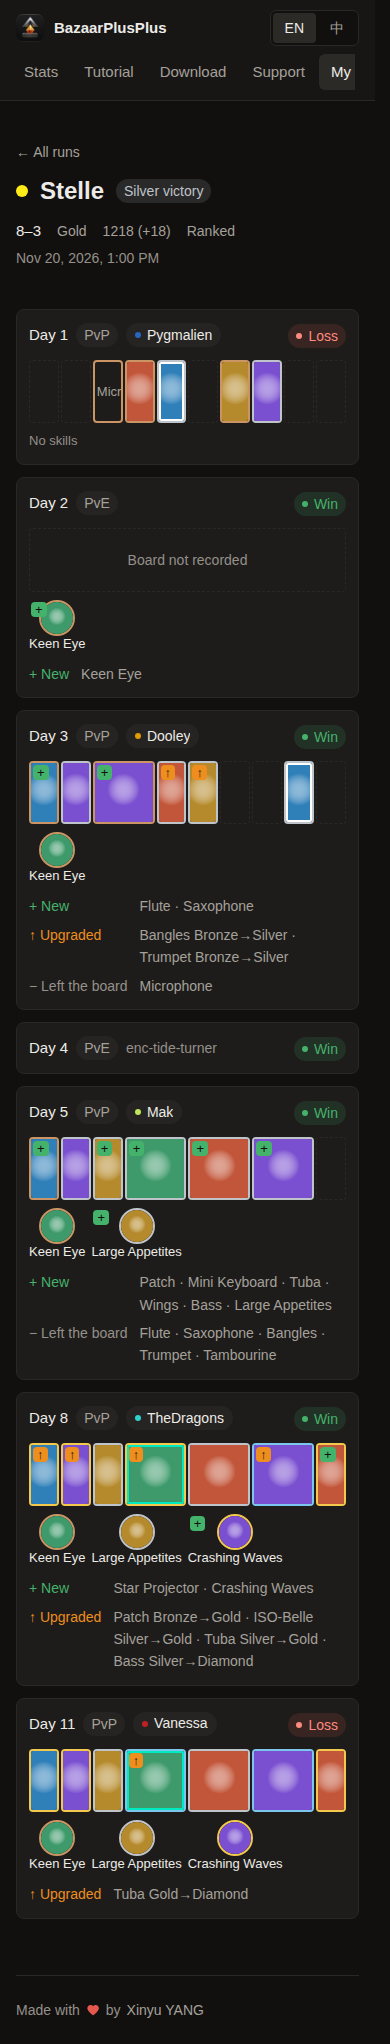 BazaarPlusPlus
EN 中
Stats Tutorial Download Support My
← All runs
Stelle Silver victory
8–3 Gold 1218 (+18) Ranked
Nov 20, 2026, 1:00 PM
Day 1 PvP Pygmalien Loss
Micr
No skills
Day 2 PvE Win
Board not recorded
+
Keen Eye
+ New Keen Eye
Day 3 PvP Dooley Win
+ + ↑ ↑
Keen Eye
+ New Flute · Saxophone
↑ Upgraded Bangles Bronze→Silver ·
Trumpet Bronze→Silver
− Left the board Microphone
Day 4 PvE enc-tide-turner Win
Day 5 PvP Mak Win
+ + + + +
+
Keen Eye Large Appetites
+ New Patch · Mini Keyboard · Tuba ·
Wings · Bass · Large Appetites
− Left the board Flute · Saxophone · Bangles ·
Trumpet · Tambourine
Day 8 PvP TheDragons Win
↑ ↑ ↑ ↑ +
+
Keen Eye Large Appetites Crashing Waves
+ New Star Projector · Crashing Waves
↑ Upgraded Patch Bronze→Gold · ISO-Belle
Silver→Gold · Tuba Silver→Gold ·
Bass Silver→Diamond
Day 11 PvP Vanessa Loss
↑
Keen Eye Large Appetites Crashing Waves
↑ Upgraded Tuba Gold→Diamond
Made with ❤ by Xinyu YANG